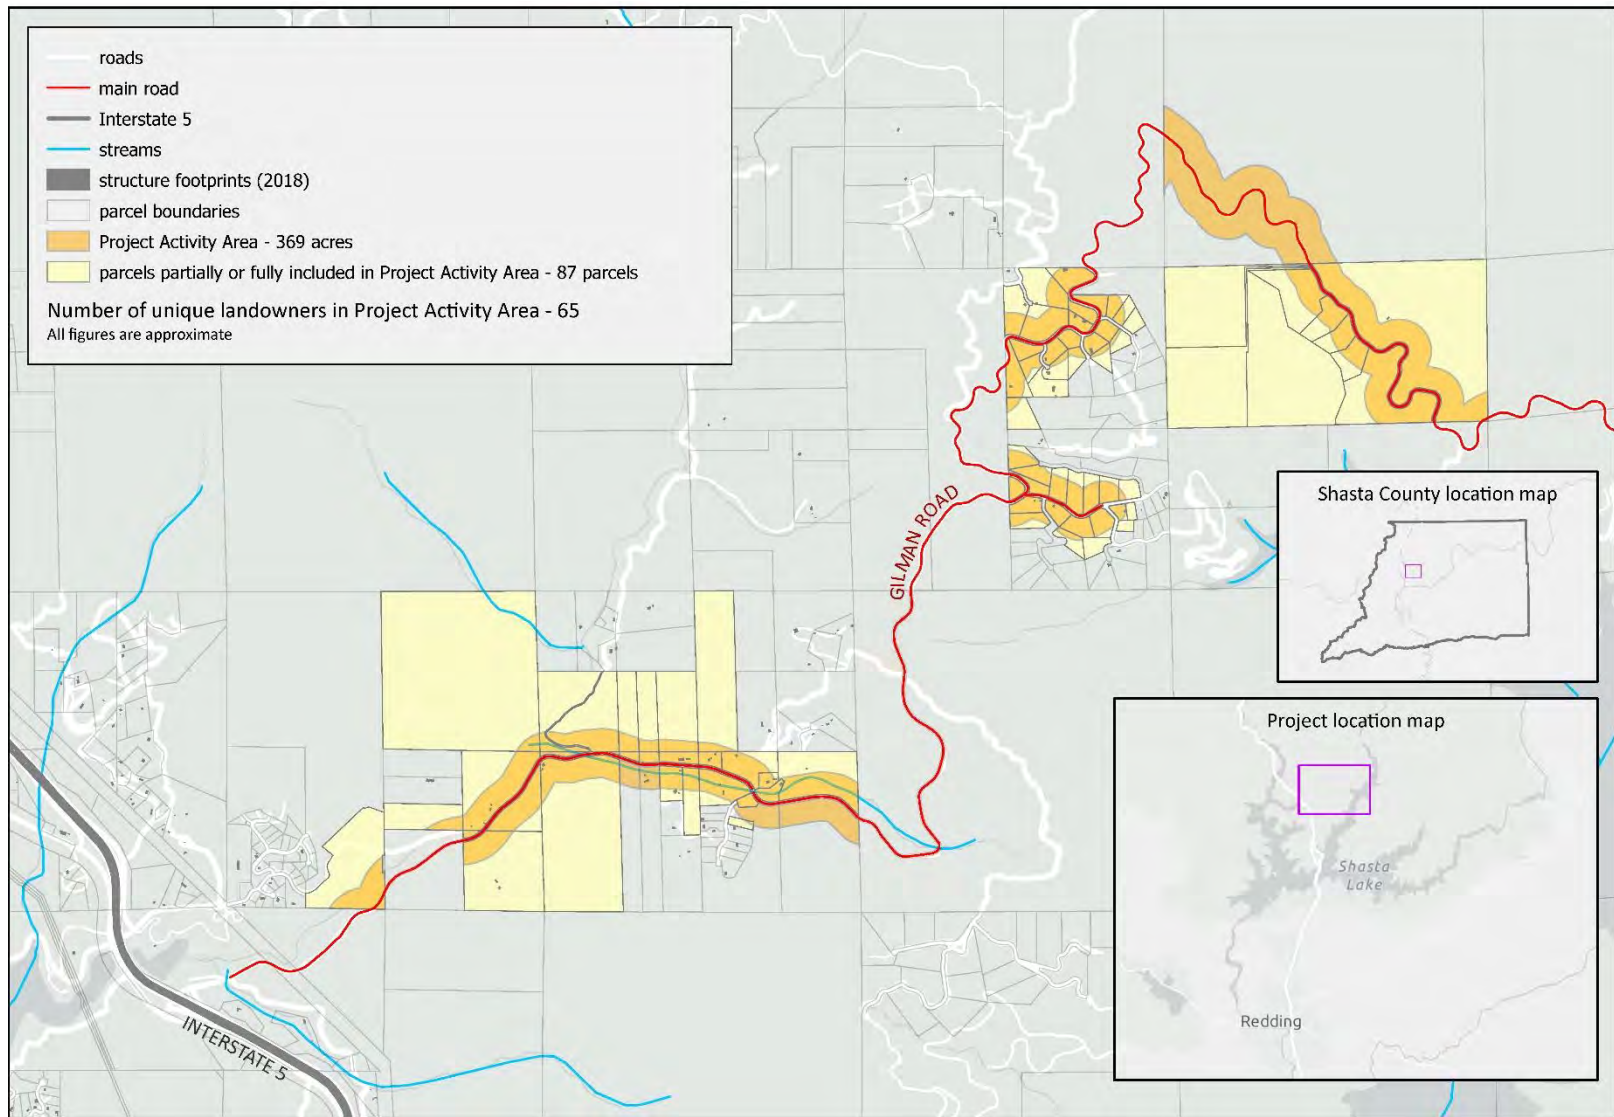 roads
main road
Interstate 5
streams
structure footprints (2018)
parcel boundaries
Project Activity Area - 369 acres
parcels partially or fully included in Project Activity Area - 87 parcels
Number of unique landowners in Project Activity Area - 65
All figures are approximate
GILMAN ROAD
INTERSTATE 5
Shasta County location map
Project location map
Shasta
Lake
Redding